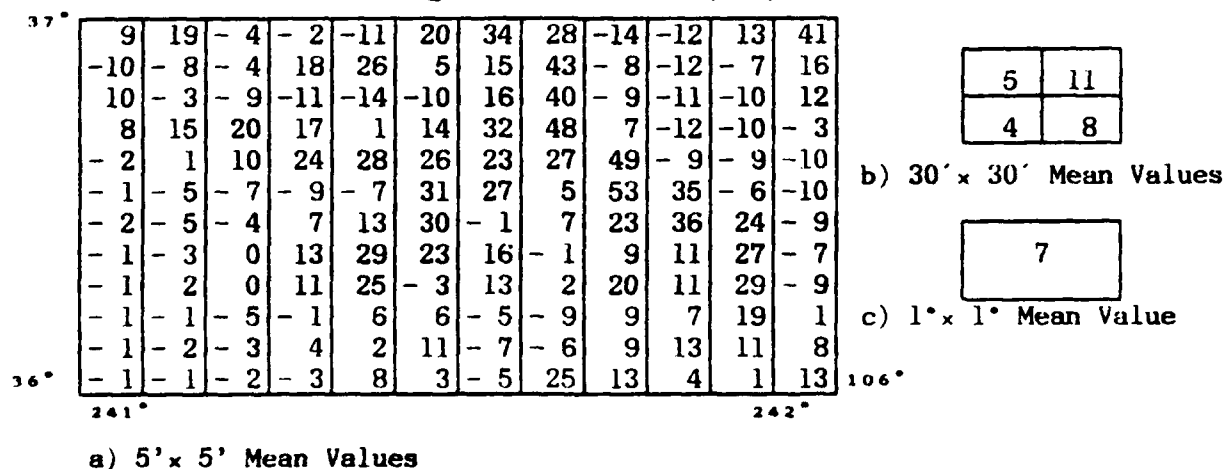 37°
9 19 - 4 - 2 -11 20 34 28 -14 -12 13 41
-10 - 8 - 4 18 26 5 15 43 - 8 -12 - 7 16
10 - 3 - 9 -11 -14 -10 16 40 - 9 -11 -10 12
8 15 20 17 1 14 32 48 7 -12 -10 - 3
- 2 1 10 24 28 26 23 27 49 - 9 - 9 -10
- 1 - 5 - 7 - 9 - 7 31 27 5 53 35 - 6 -10
- 2 - 5 - 4 7 13 30 - 1 7 23 36 24 - 9
- 1 - 3 0 13 29 23 16 - 1 9 11 27 - 7
- 1 2 0 11 25 - 3 13 2 20 11 29 - 9
- 1 - 1 - 5 - 1 6 6 - 5 - 9 9 7 19 1
- 1 - 2 - 3 4 2 11 - 7 - 6 9 13 11 8
36° - 1 - 1 - 2 - 3 8 3 - 5 25 13 4 1 13 106°
241° 242°
a) 5'× 5' Mean Values
5 11
4 8
b) 30´× 30´ Mean Values
7
c) 1°× 1° Mean Value